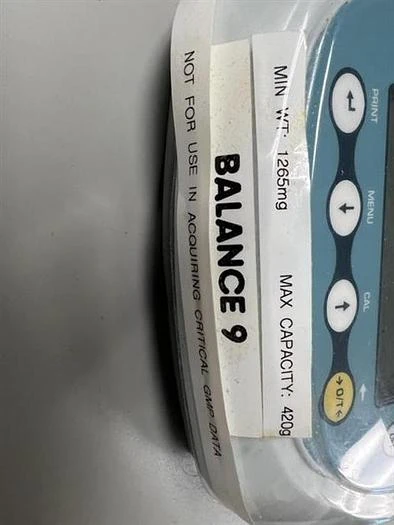 MIN WT: 1265mg MAX CAPACITY: 420g
BALANCE 9
NOT FOR USE IN ACQUIRING CRITICAL GMP DATA
PRINT
MENU
CAL
→O/T←